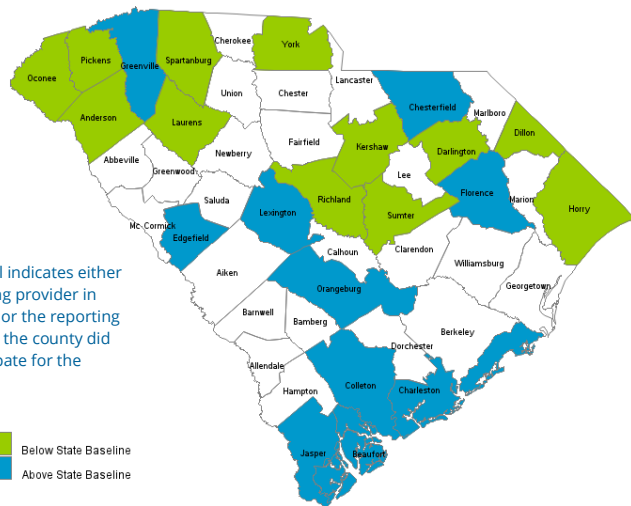 Cherokee
York
Spartanburg
Pickens
Greenville
Oconee
Lancaster
Union
Chester
Chesterfield
Marlboro
Anderson
Laurens
Dillon
Fairfield
Kershaw
Darlington
Abbeville
Newberry
Greenwood
Lee
Florence
Marion
Saluda
Richland
Horry
Lexington
Sumter
Mc Cormick
Edgefield
Calhoun
Clarendon
Williamsburg
Aiken
Orangeburg
Georgetown
Barnwell
Bamberg
Berkeley
Dorchester
Allendale
Colleton
Charleston
Hampton
Jasper
Beaufort
l indicates either
ng provider in
or the reporting
the county did
pate for the
Below State Baseline
Above State Baseline